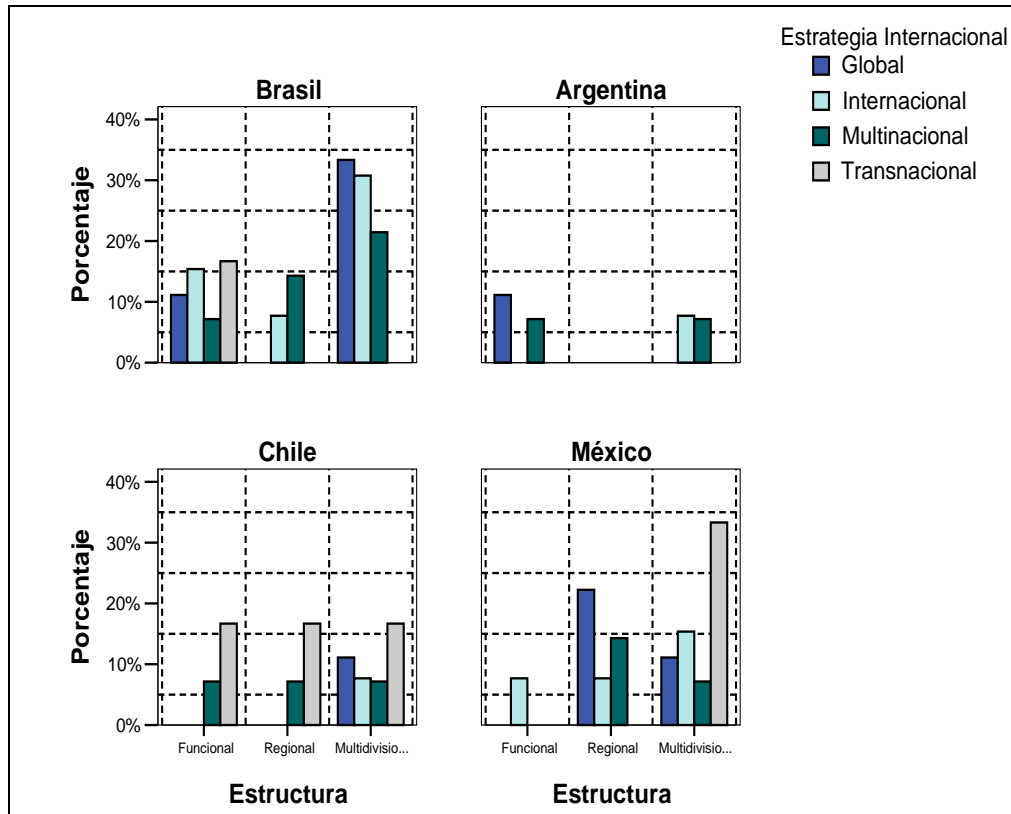 Estrategia Internacional
Global
Internacional
Multinacional
Transnacional
Brasil
Argentina
Porcentaje
40%
30%
20%
10%
0%
Chile
México
Porcentaje
40%
30%
20%
10%
0%
Funcional Regional Multidivisio...
Funcional Regional Multidivisio...
Estructura
Estructura